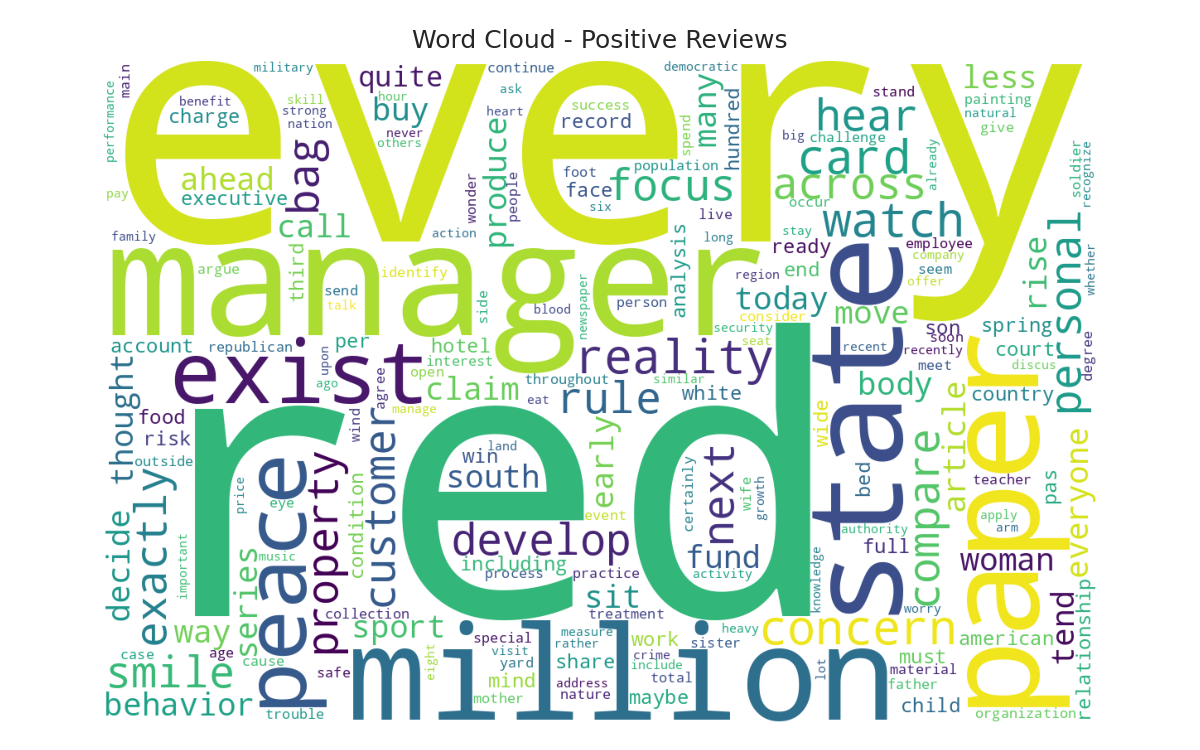 Word Cloud - Positive Reviews
every
red
manager
state
paper
million
peace
exist
reality
personal
property
develop
customer
compare
concern
exactly
behavior
smile
focus
card
across
watch
hear
rule
next
south
fund
sit
sport
way
series
decide
thought
claim
body
move
today
rise
article
everyone
woman
tend
relationship
american
must
child
quite
buy
bag
call
ahead
executive
charge
produce
many
hundred
record
face
less
main
military
continue
democratic
performance
benefit
skill
strong
nation
hour
never
others
ask
heart
success
spend
stand
painting
natural
give
big
challenge
population
foot
six
pay
wonder
people
live
occur
already
soldier
recognize
family
action
long
stay
ready
employee
company
seem
offer
whether
argue
third
identify
send
talk
side
newspaper
analysis
region
end
person
blood
consider
security
seat
son
soon
recently
recent
spring
court
discus
degree
meet
country
account
republican
per
upon
ago
hotel
interest
open
agree
manage
throughout
similar
eat
white
wide
food
risk
outside
wind
early
win
land
certainly
wife
growth
bed
teacher
pas
apply
arm
authority
full
price
eye
condition
event
important
music
including
process
practice
activity
knowledge
worry
collection
treatment
case
age
cause
safe
special
visit
yard
measure
rather
work
heavy
sister
share
crime
include
total
address
nature
mind
mother
maybe
eight
lot
material
father
organization
trouble